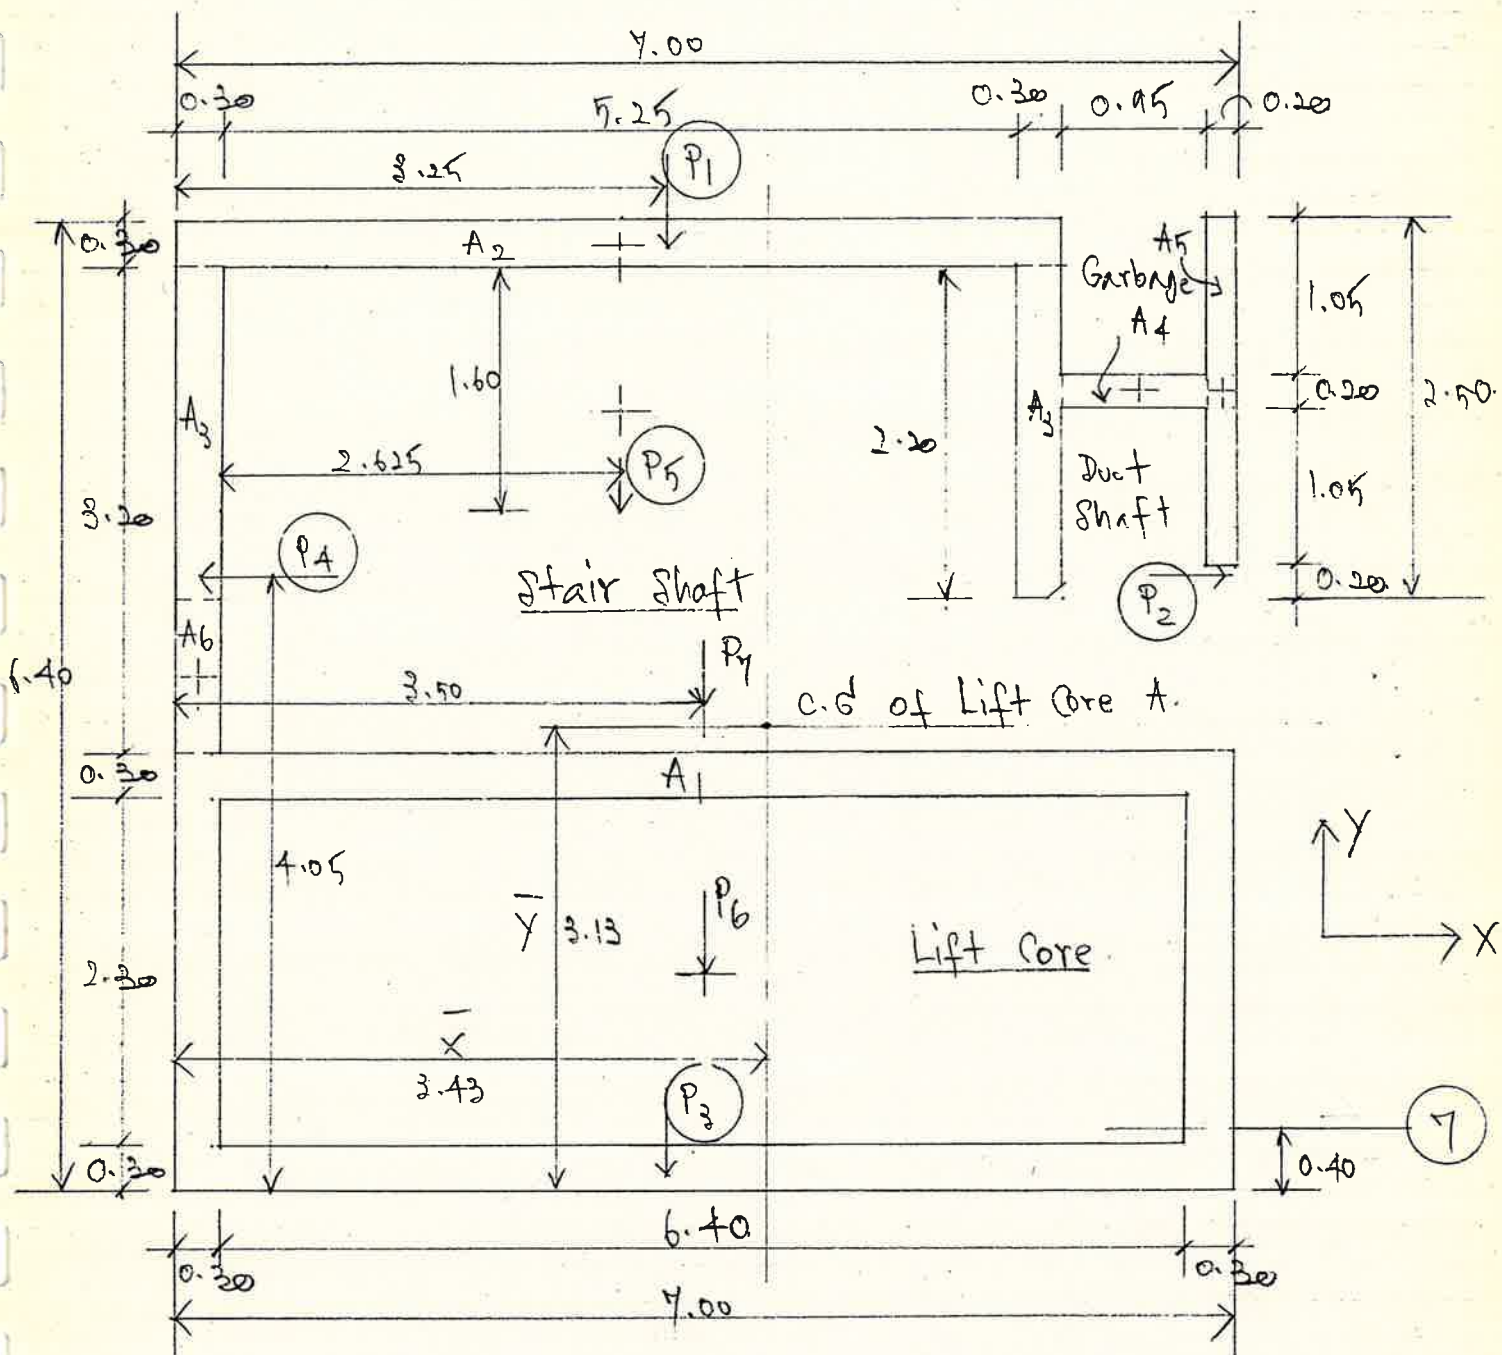 7.00
0.30
5.25
0.30
0.95
0.20
3.25
P1
0.30
A2
A5
Garbage
A4
1.05
1.60
A3
A3
0.20
2.50
2.20
2.625
P5
Duct
Shaft
1.05
3.20
P4
Stair Shaft
P2
0.20
A6
P7
6.40
3.50
C.G of Lift Core A.
0.30
A1
4.05
Y
P6
Y
3.13
Lift Core
X
2.30
X
3.43
P3
7
0.30
0.40
6.40
0.30
0.30
7.00